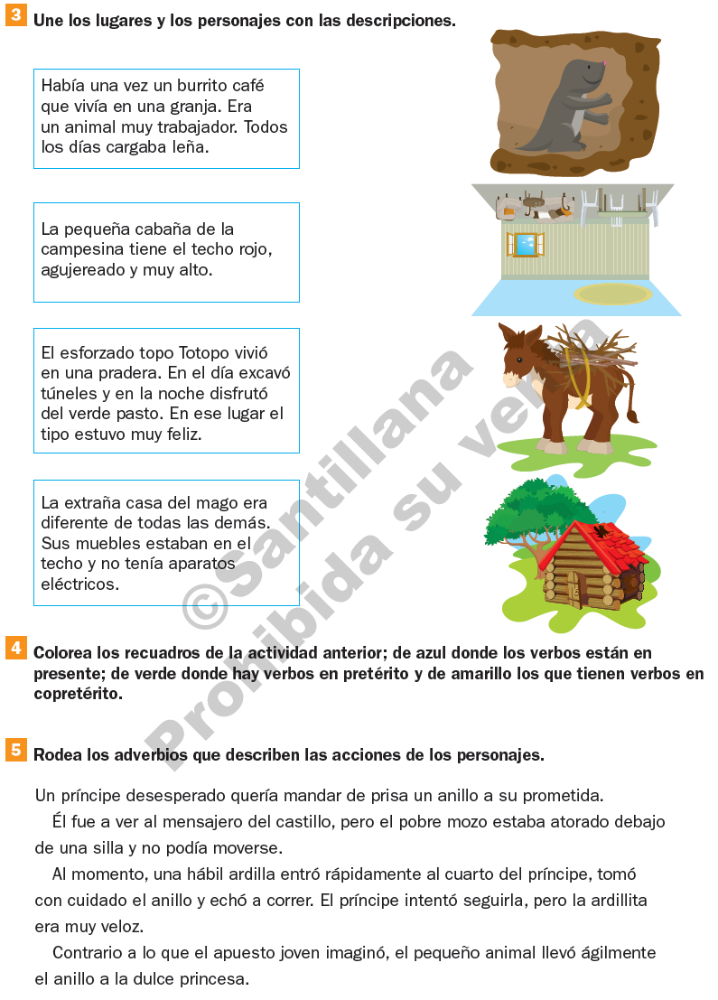 3 Une los lugares y los personajes con las descripciones.
Había una vez un burrito café
que vivía en una granja. Era
un animal muy trabajador. Todos
los días cargaba leña.
La pequeña cabaña de la
campesina tiene el techo rojo,
agujereado y muy alto.
El esforzado topo Totopo vivió
en una pradera. En el día excavó
túneles y en la noche disfrutó
del verde pasto. En ese lugar el
tipo estuvo muy feliz.
La extraña casa del mago era
diferente de todas las demás.
Sus muebles estaban en el
techo y no tenía aparatos
eléctricos.
©Santillana
Prohibida su venta
4 Colorea los recuadros de la actividad anterior; de azul donde los verbos están en
presente; de verde donde hay verbos en pretérito y de amarillo los que tienen verbos en
copretérito.
5 Rodea los adverbios que describen las acciones de los personajes.
Un príncipe desesperado quería mandar de prisa un anillo a su prometida.
Él fue a ver al mensajero del castillo, pero el pobre mozo estaba atorado debajo
de una silla y no podía moverse.
Al momento, una hábil ardilla entró rápidamente al cuarto del príncipe, tomó
con cuidado el anillo y echó a correr. El príncipe intentó seguirla, pero la ardillita
era muy veloz.
Contrario a lo que el apuesto joven imaginó, el pequeño animal llevó ágilmente
el anillo a la dulce princesa.